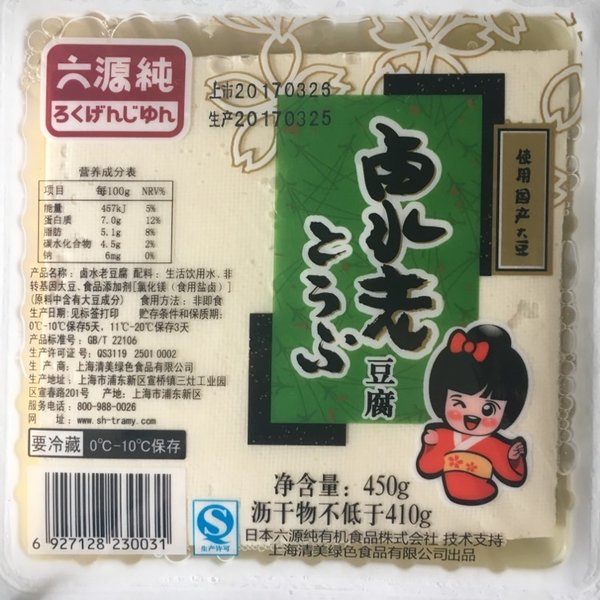 六源純
ろくげんじゆん
上市20170326
生产20170325
营养成分表
项目 每100g NRV%
能量 457kJ 5%
蛋白质 7.0g 12%
脂肪 5.1g 8%
碳水化合物 4.5g 2%
钠 6mg 0%
产品名称：卤水老豆腐 配料：生活饮用水、非
转基因大豆、食品添加剂[氯化镁（食用盐卤）]
(原料中含有大豆成分） 食用方法：非即食
生产日期:见标签打印 贮存条件和保质期：
0℃-10℃保存5天，11℃-20℃保存3天
产品标准号：GB/T 22106
生产许可证号：QS3119 2501 0002
生 产 商：上海清美绿色食品有限公司
生产地址：上海市浦东新区宣桥镇三灶工业园
区宣春路201号 产地：上海市浦东新区
服务电话：800-988-0026
网 址：www.sh-tramy.com
要冷藏 0℃-10℃保存
6 927128 230031
QS
生产许可
卤水老
豆腐
とうふ
使用国产大豆
净含量：450g
沥干物不低于410g
日本六源纯有机食品株式会社 技术支持
上海清美绿色食品有限公司出品